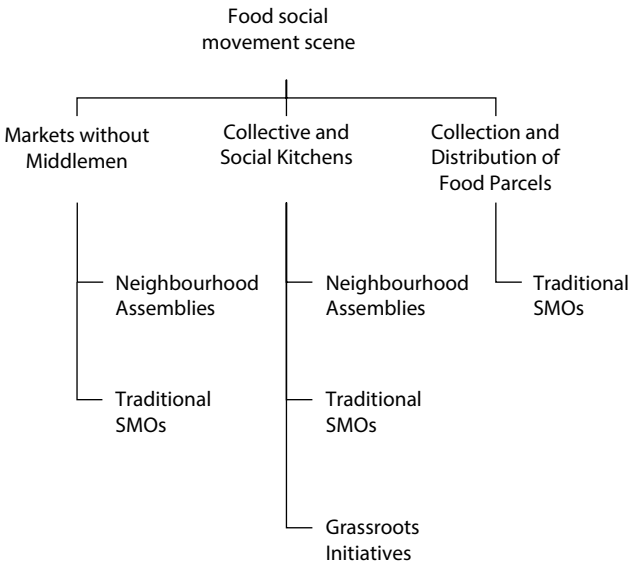 Food social
movement scene
Markets without
Middlemen
Neighbourhood
Assemblies
Traditional
SMOs
Collective and
Social Kitchens
Neighbourhood
Assemblies
Traditional
SMOs
Grassroots
Initiatives
Collection and
Distribution of
Food Parcels
Traditional
SMOs